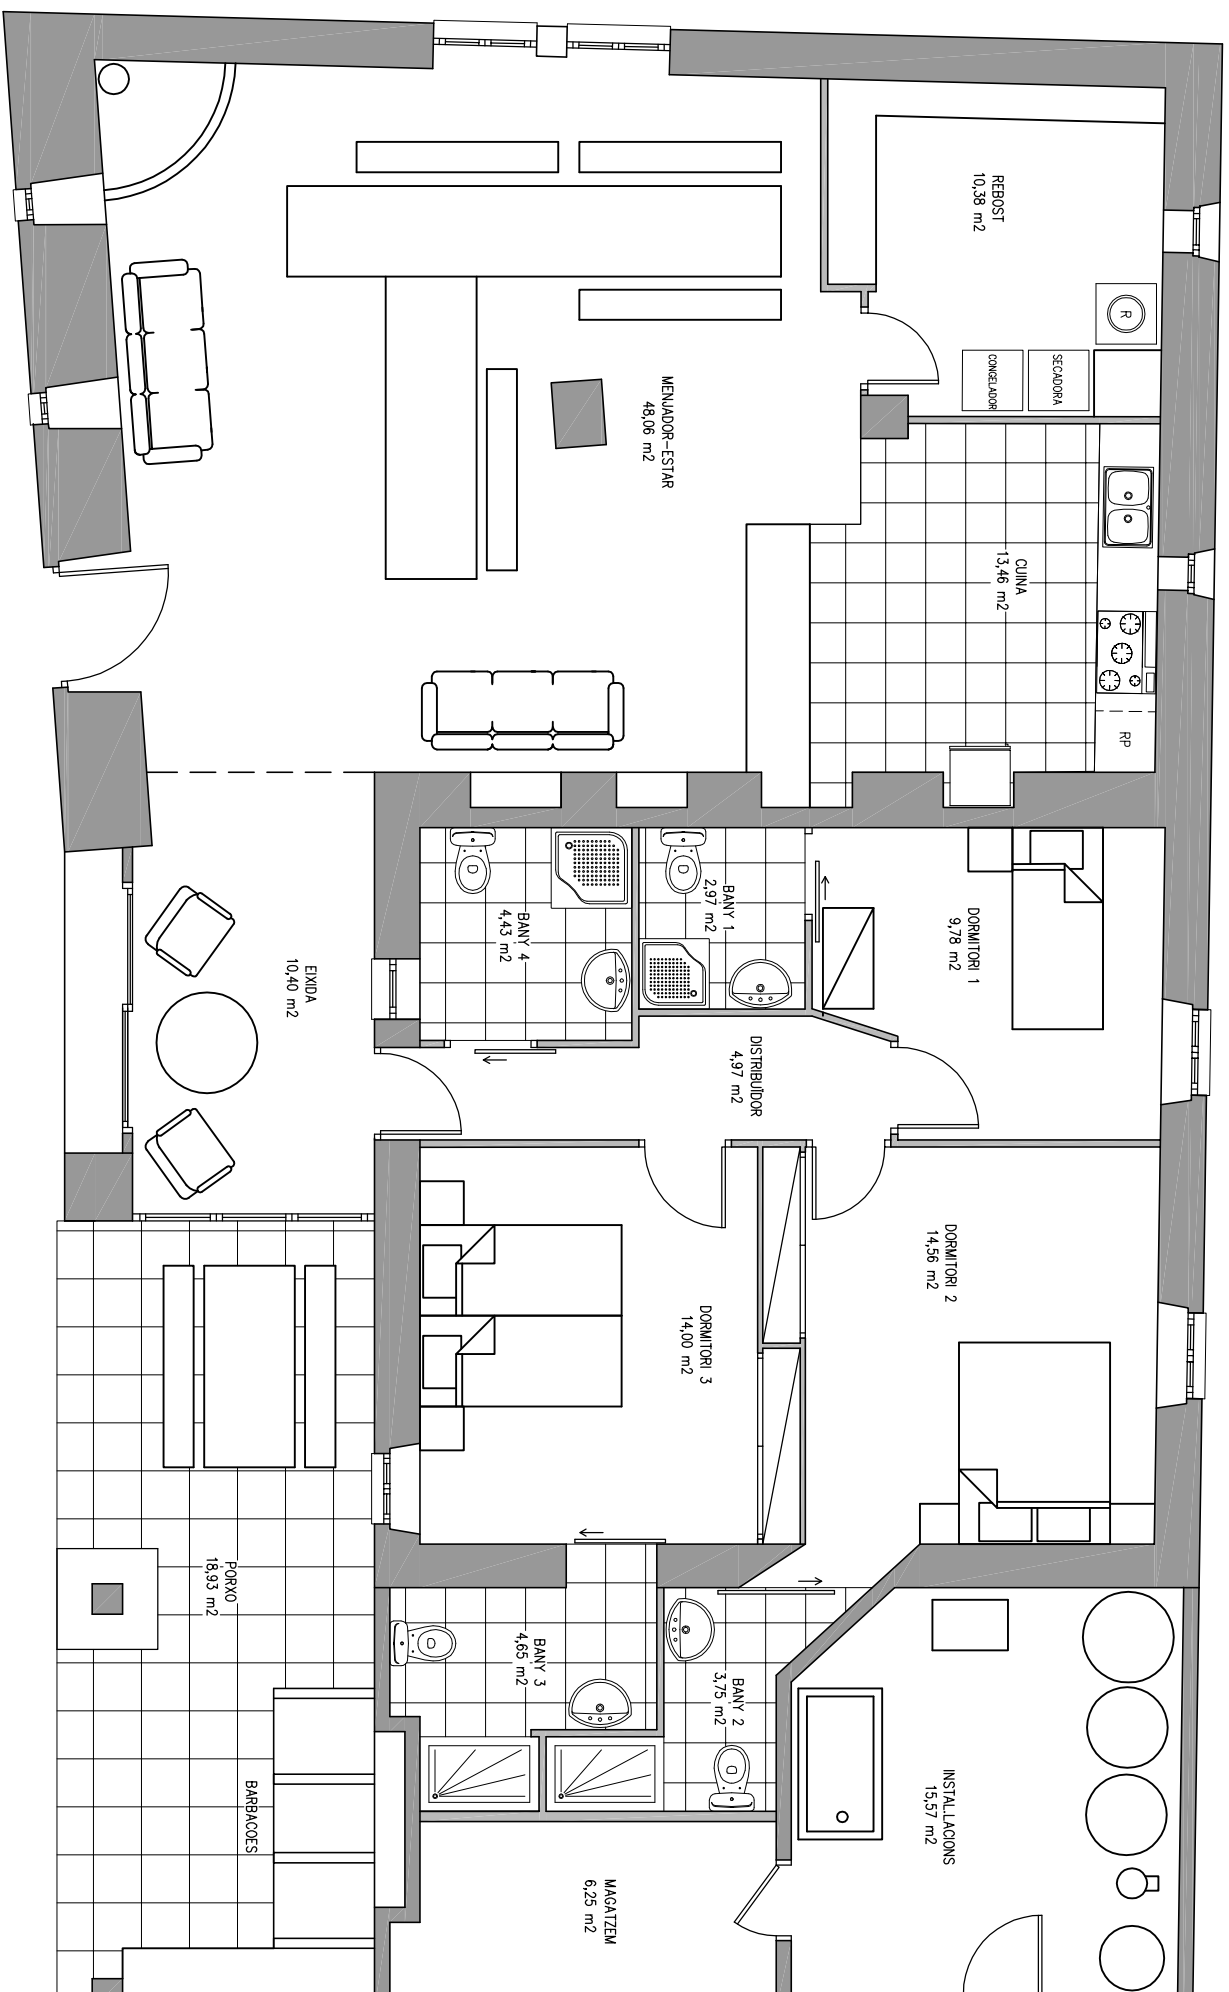 REBOST
10,38 m2
R
SECADORA
CONGELADOR
MENJADOR-ESTAR
48,06 m2
CUINA
13,46 m2
RP
BANY 4
4,43 m2
BANY 1
2,97 m2
DORMITORI 1
9,78 m2
EIXIDA
10,40 m2
DISTRIBUÏDOR
4,97 m2
DORMITORI 2
14,56 m2
DORMITORI 3
14,00 m2
PORXO
18,93 m2
BANY 3
4,65 m2
BANY 2
3,75 m2
INSTAL.LACIONS
15,57 m2
BARBACOES
MAGATZEM
6,25 m2